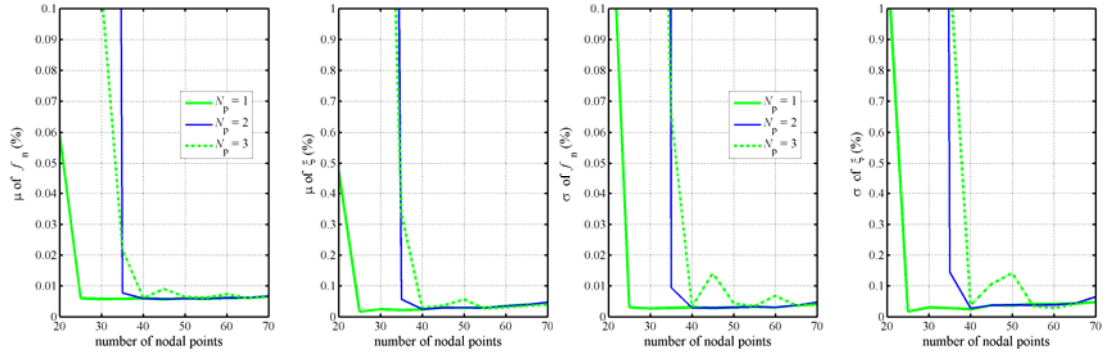 0.1
0.09
0.08
0.07
0.06
0.05
0.04
0.03
0.02
0.01
0
20 30 40 50 60 70
μ of f n (%)
number of nodal points
N P = 1
N P = 2
N P = 3
1
0.9
0.8
0.7
0.6
0.5
0.4
0.3
0.2
0.1
0
20 30 40 50 60 70
μ of ξ (%)
number of nodal points
0.1
0.09
0.08
0.07
0.06
0.05
0.04
0.03
0.02
0.01
0
20 30 40 50 60 70
σ of f n (%)
number of nodal points
N P = 1
N P = 2
N P = 3
1
0.9
0.8
0.7
0.6
0.5
0.4
0.3
0.2
0.1
0
20 30 40 50 60 70
σ of ξ (%)
number of nodal points